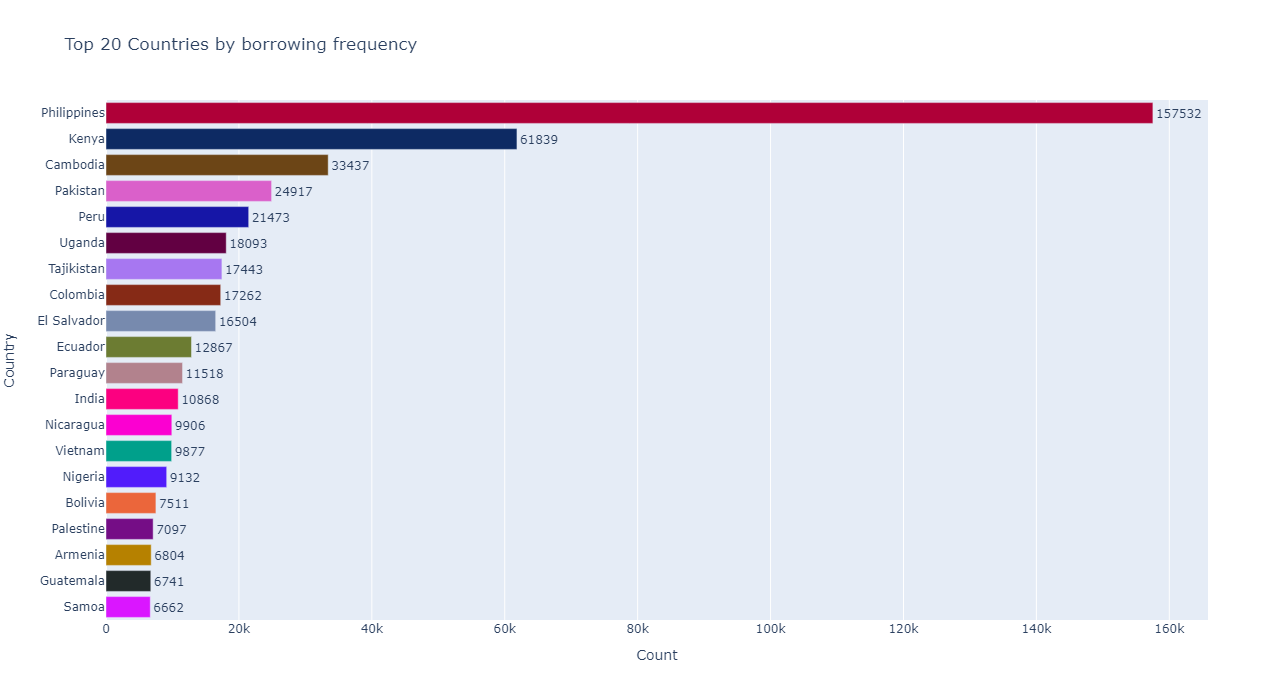 Top 20 Countries by borrowing frequency
Philippines 157532
Kenya 61839
Cambodia 33437
Pakistan 24917
Peru 21473
Uganda 18093
Tajikistan 17443
Colombia 17262
El Salvador 16504
Ecuador 12867
Paraguay 11518
India 10868
Nicaragua 9906
Vietnam 9877
Nigeria 9132
Bolivia 7511
Palestine 7097
Armenia 6804
Guatemala 6741
Samoa 6662
Country
0 20k 40k 60k 80k 100k 120k 140k 160k
Count